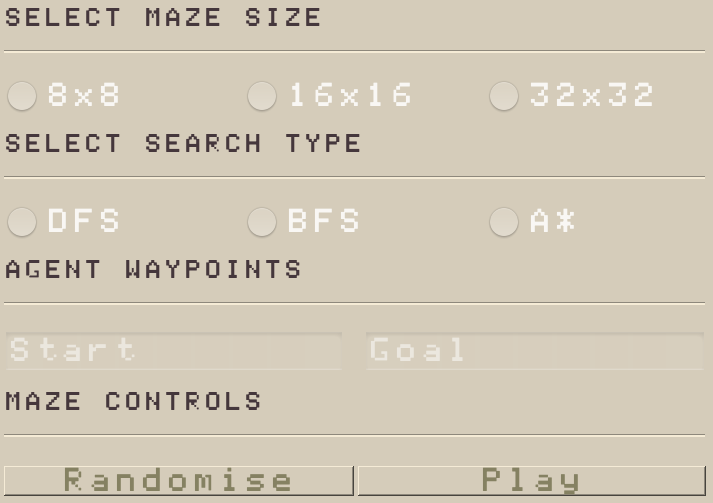 SELECT MAZE SIZE
8x8 16x16 32x32
SELECT SEARCH TYPE
DFS BFS A*
AGENT WAYPOINTS
Start Goal
MAZE CONTROLS
Randomise Play